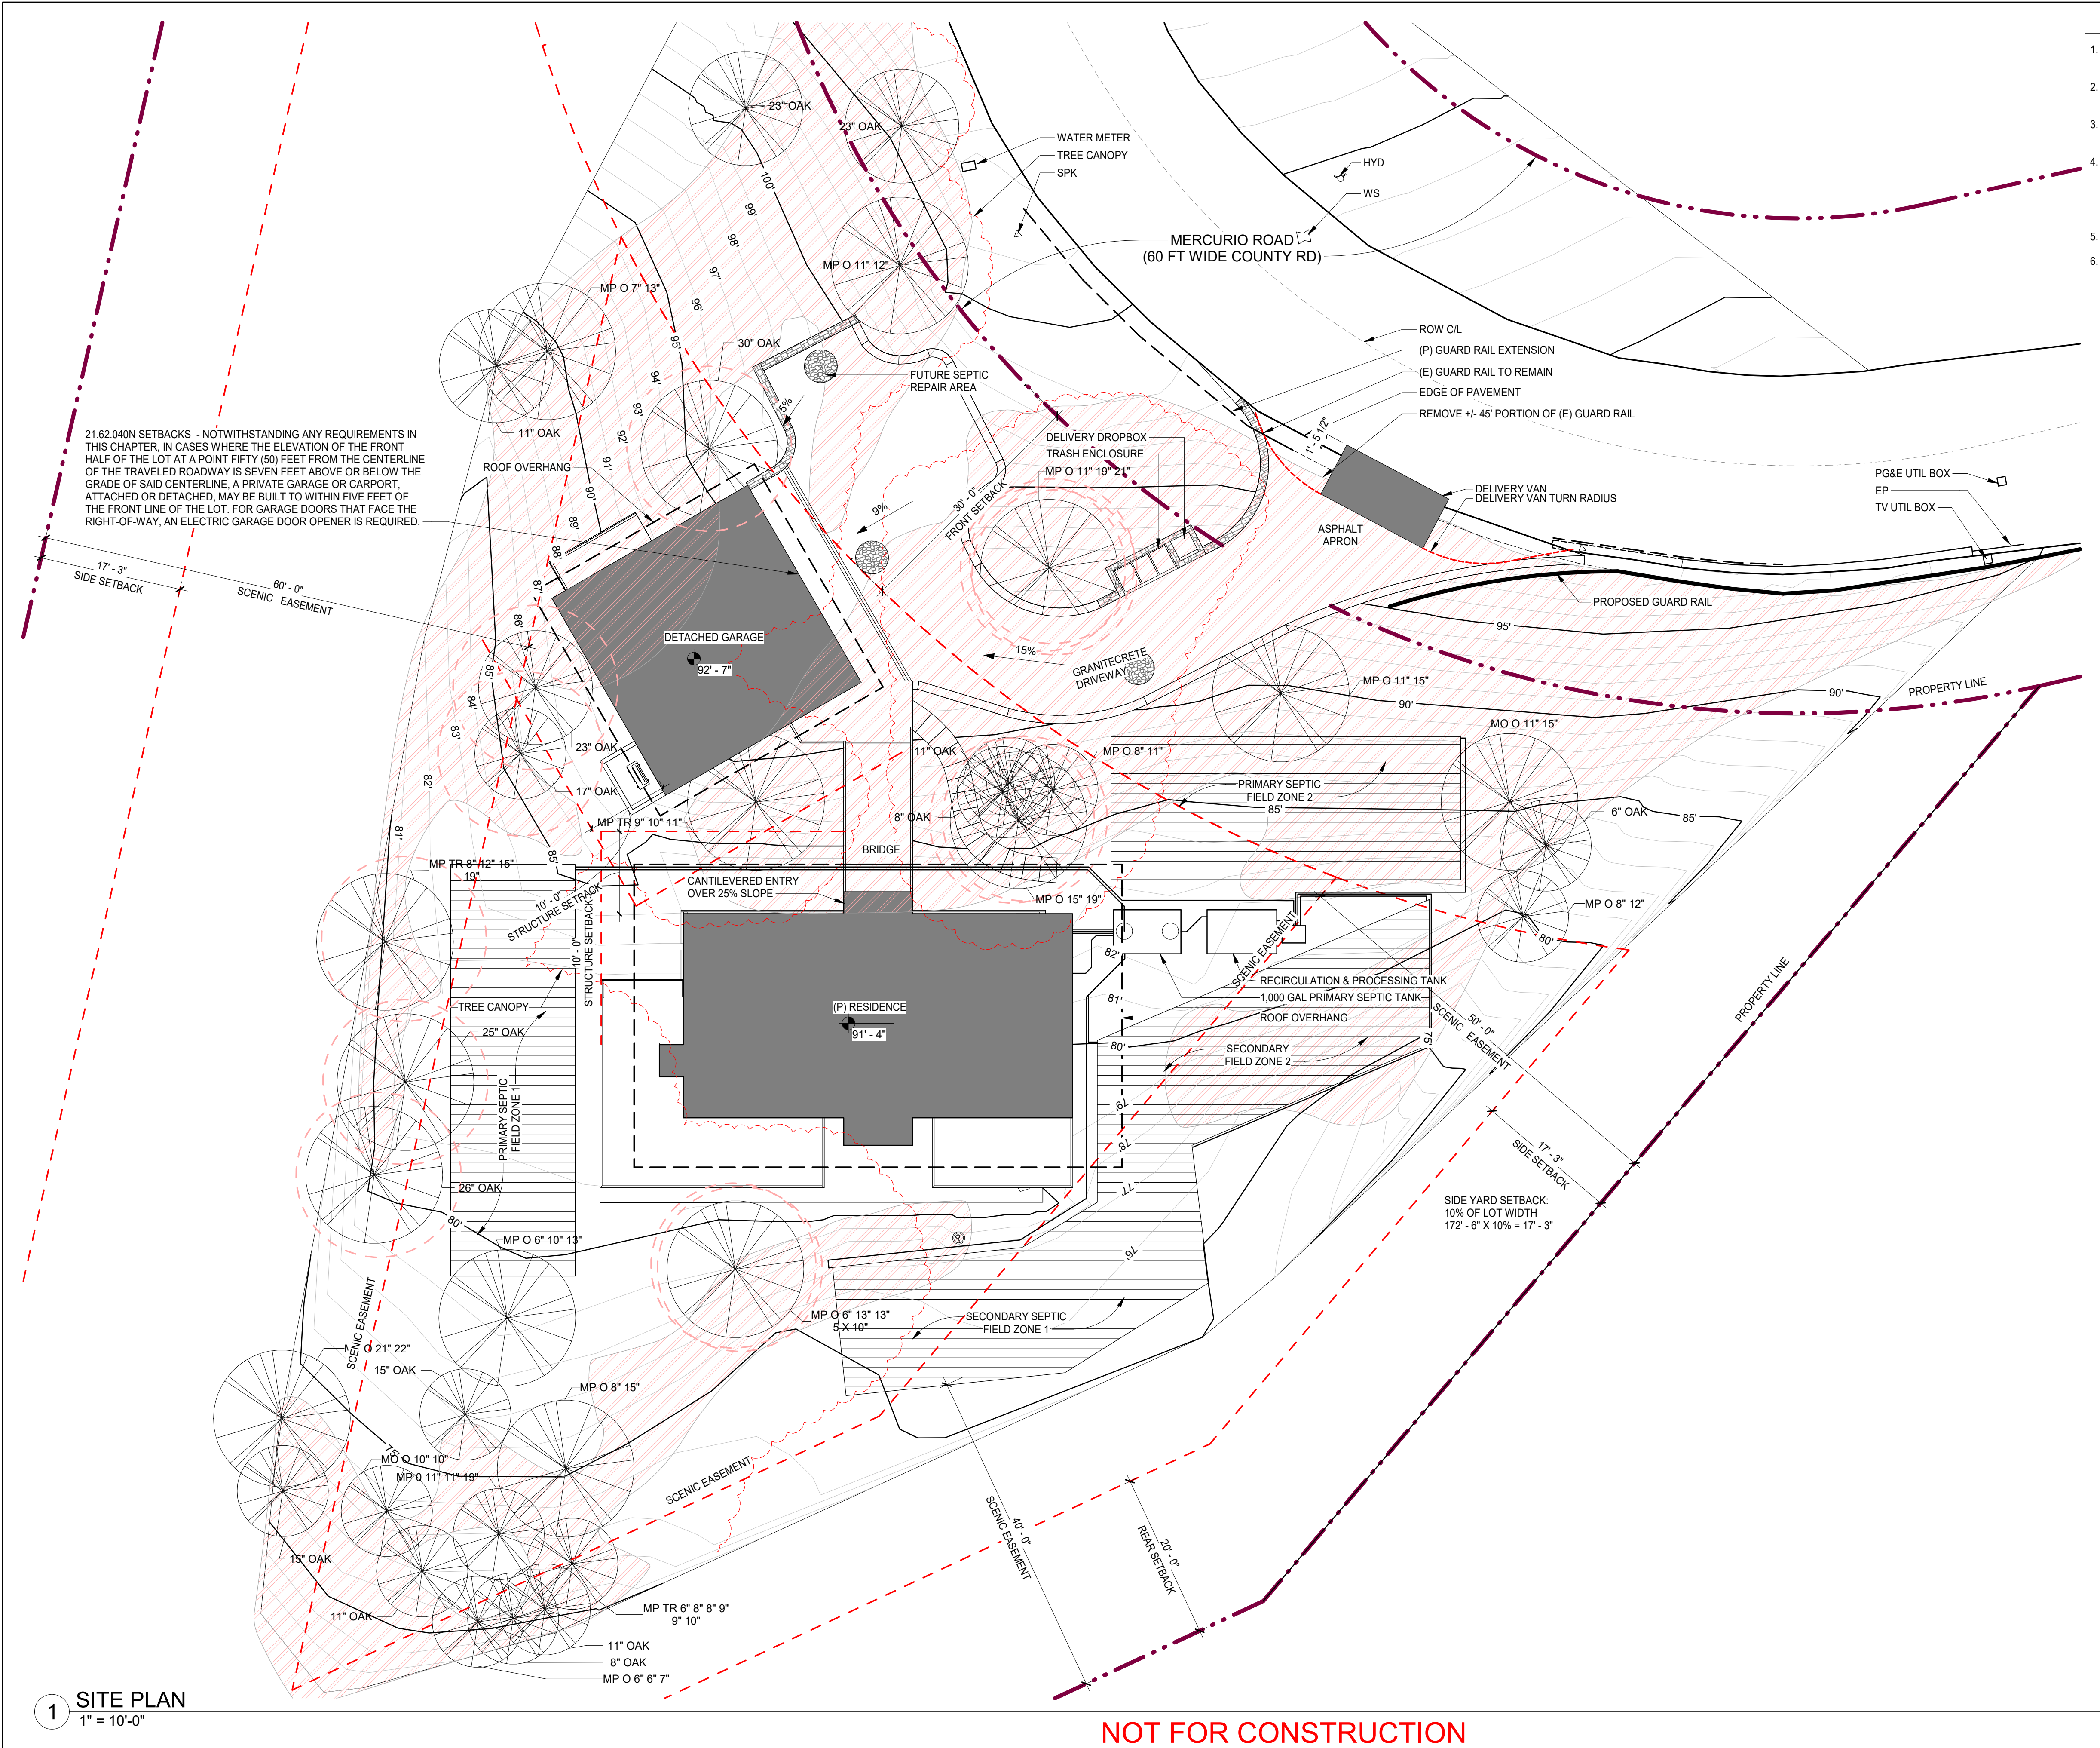 1.
2.
3.
4.
5.
6.
23" OAK
23" OAK
WATER METER
TREE CANOPY
SPK
HYD
WS
MERCURIO ROAD
(60 FT WIDE COUNTY RD)
100'
99'
98'
97'
96'
95'
94'
93'
92'
91'
90'
89'
88'
87'
86'
85'
84'
83'
82'
81'
MP O 11" 12"
MP O 7" 13"
30" OAK
11" OAK
FUTURE SEPTIC
REPAIR AREA
5%
ROW C/L
(P) GUARD RAIL EXTENSION
(E) GUARD RAIL TO REMAIN
EDGE OF PAVEMENT
REMOVE +/- 45' PORTION OF (E) GUARD RAIL
1' - 5 1/2"
21.62.040N SETBACKS - NOTWITHSTANDING ANY REQUIREMENTS IN
THIS CHAPTER, IN CASES WHERE THE ELEVATION OF THE FRONT
HALF OF THE LOT AT A POINT FIFTY (50) FEET FROM THE CENTERLINE
OF THE TRAVELED ROADWAY IS SEVEN FEET ABOVE OR BELOW THE
GRADE OF SAID CENTERLINE, A PRIVATE GARAGE OR CARPORT,
ATTACHED OR DETACHED, MAY BE BUILT TO WITHIN FIVE FEET OF
THE FRONT LINE OF THE LOT. FOR GARAGE DOORS THAT FACE THE
RIGHT-OF-WAY, AN ELECTRIC GARAGE DOOR OPENER IS REQUIRED.
ROOF OVERHANG
DELIVERY DROPBOX
TRASH ENCLOSURE
MP O 11" 19" 21"
30' - 0"
FRONT SETBACK
9%
DELIVERY VAN
DELIVERY VAN TURN RADIUS
ASPHALT
APRON
PG&E UTIL BOX
EP
TV UTIL BOX
17' - 3"
SIDE SETBACK
60' - 0"
SCENIC EASEMENT
PROPOSED GUARD RAIL
95'
DETACHED GARAGE
92' - 7"
15%
GRANITECRETE
DRIVEWAY
MP O 11" 15"
90'
90'
PROPERTY LINE
MO O 11" 15"
23" OAK
17" OAK
11" OAK
MP O 8" 11"
PRIMARY SEPTIC
FIELD ZONE 2
85'
6" OAK
85'
8" OAK
MP TR 9" 10" 11"
BRIDGE
85'
MP TR 8" 12" 15"
19"
CANTILEVERED ENTRY
OVER 25% SLOPE
MP O 15" 19"
10' - 0"
STRUCTURE SETBACK
10' - 0"
STRUCTURE SETBACK
MP O 8" 12"
80'
82'
81'
SCENIC EASEMENT
RECIRCULATION & PROCESSING TANK
1,000 GAL PRIMARY SEPTIC TANK
ROOF OVERHANG
TREE CANOPY
25" OAK
(P) RESIDENCE
91' - 4"
80'
SECONDARY
FIELD ZONE 2
75'
50' - 0"
SCENIC EASEMENT
PROPERTY LINE
PRIMARY SEPTIC
FIELD ZONE 1
79'
78'
77'
76'
17' - 3"
SIDE SETBACK
SIDE YARD SETBACK:
10% OF LOT WIDTH
172' - 6" X 10% = 17' - 3"
26" OAK
80'
MP O 6" 10" 13"
P
MP O 6" 13" 13"
5 X 10"
SECONDARY SEPTIC
FIELD ZONE 1
SCENIC EASEMENT
O 21" 22"
15" OAK
MP O 8" 15"
75'
MO O 10" 10"
MP 0 11" 11" 19"
SCENIC EASEMENT
40' - 0"
SCENIC EASEMENT
20' - 0"
REAR SETBACK
15" OAK
11" OAK
MP TR 6" 8" 8" 9"
9" 10"
11" OAK
8" OAK
MP O 6" 6" 7"
1
SITE PLAN
1" = 10'-0"
NOT FOR CONSTRUCTION